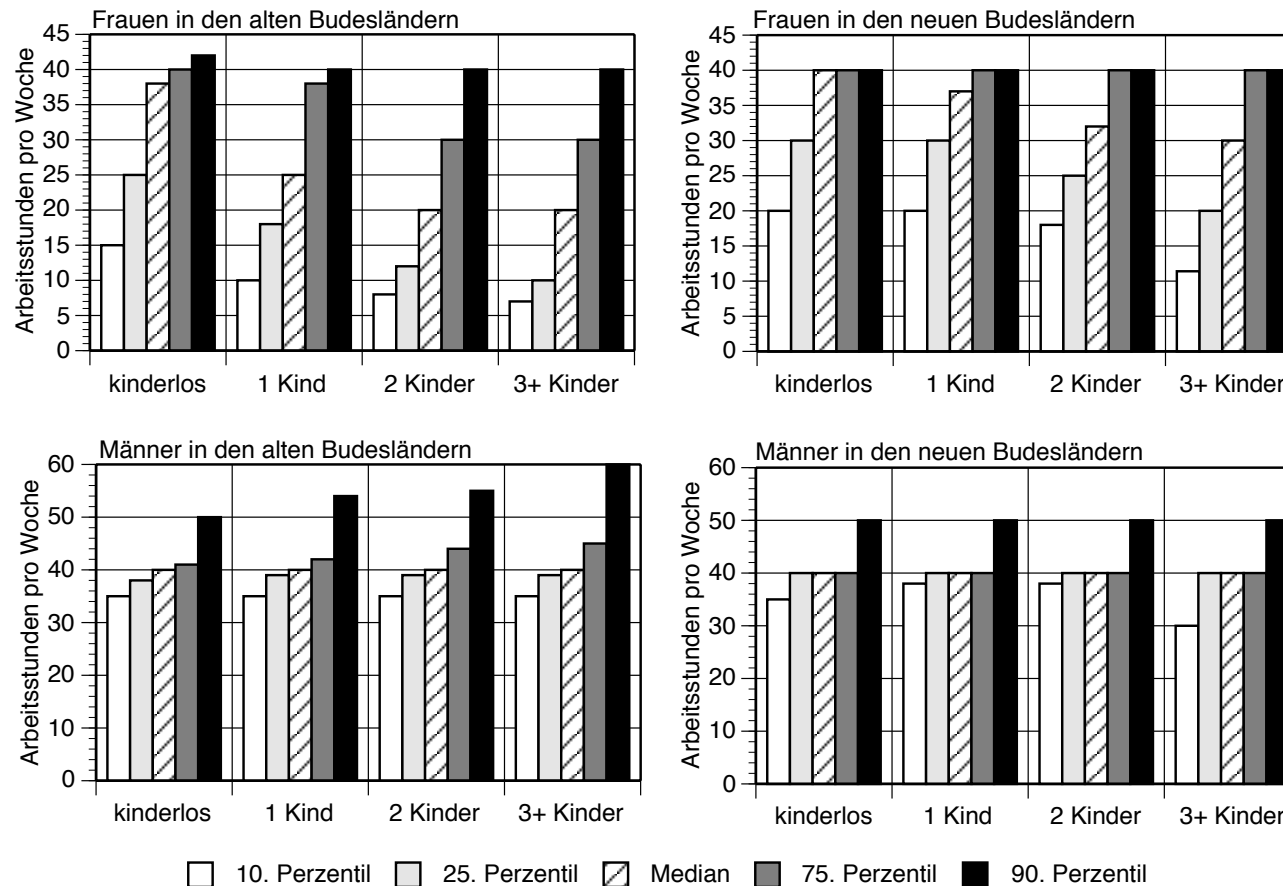 Frauen in den alten Budesländern
Arbeitsstunden pro Woche
45
40
35
30
25
20
15
10
5
0
kinderlos 1 Kind 2 Kinder 3+ Kinder
Frauen in den neuen Budesländern
Arbeitsstunden pro Woche
45
40
35
30
25
20
15
10
5
0
kinderlos 1 Kind 2 Kinder 3+ Kinder
Männer in den alten Budesländern
Arbeitsstunden pro Woche
60
50
40
30
20
10
0
kinderlos 1 Kind 2 Kinder 3+ Kinder
Männer in den neuen Budesländern
Arbeitsstunden pro Woche
60
50
40
30
20
10
0
kinderlos 1 Kind 2 Kinder 3+ Kinder
10. Perzentil 25. Perzentil Median 75. Perzentil 90. Perzentil